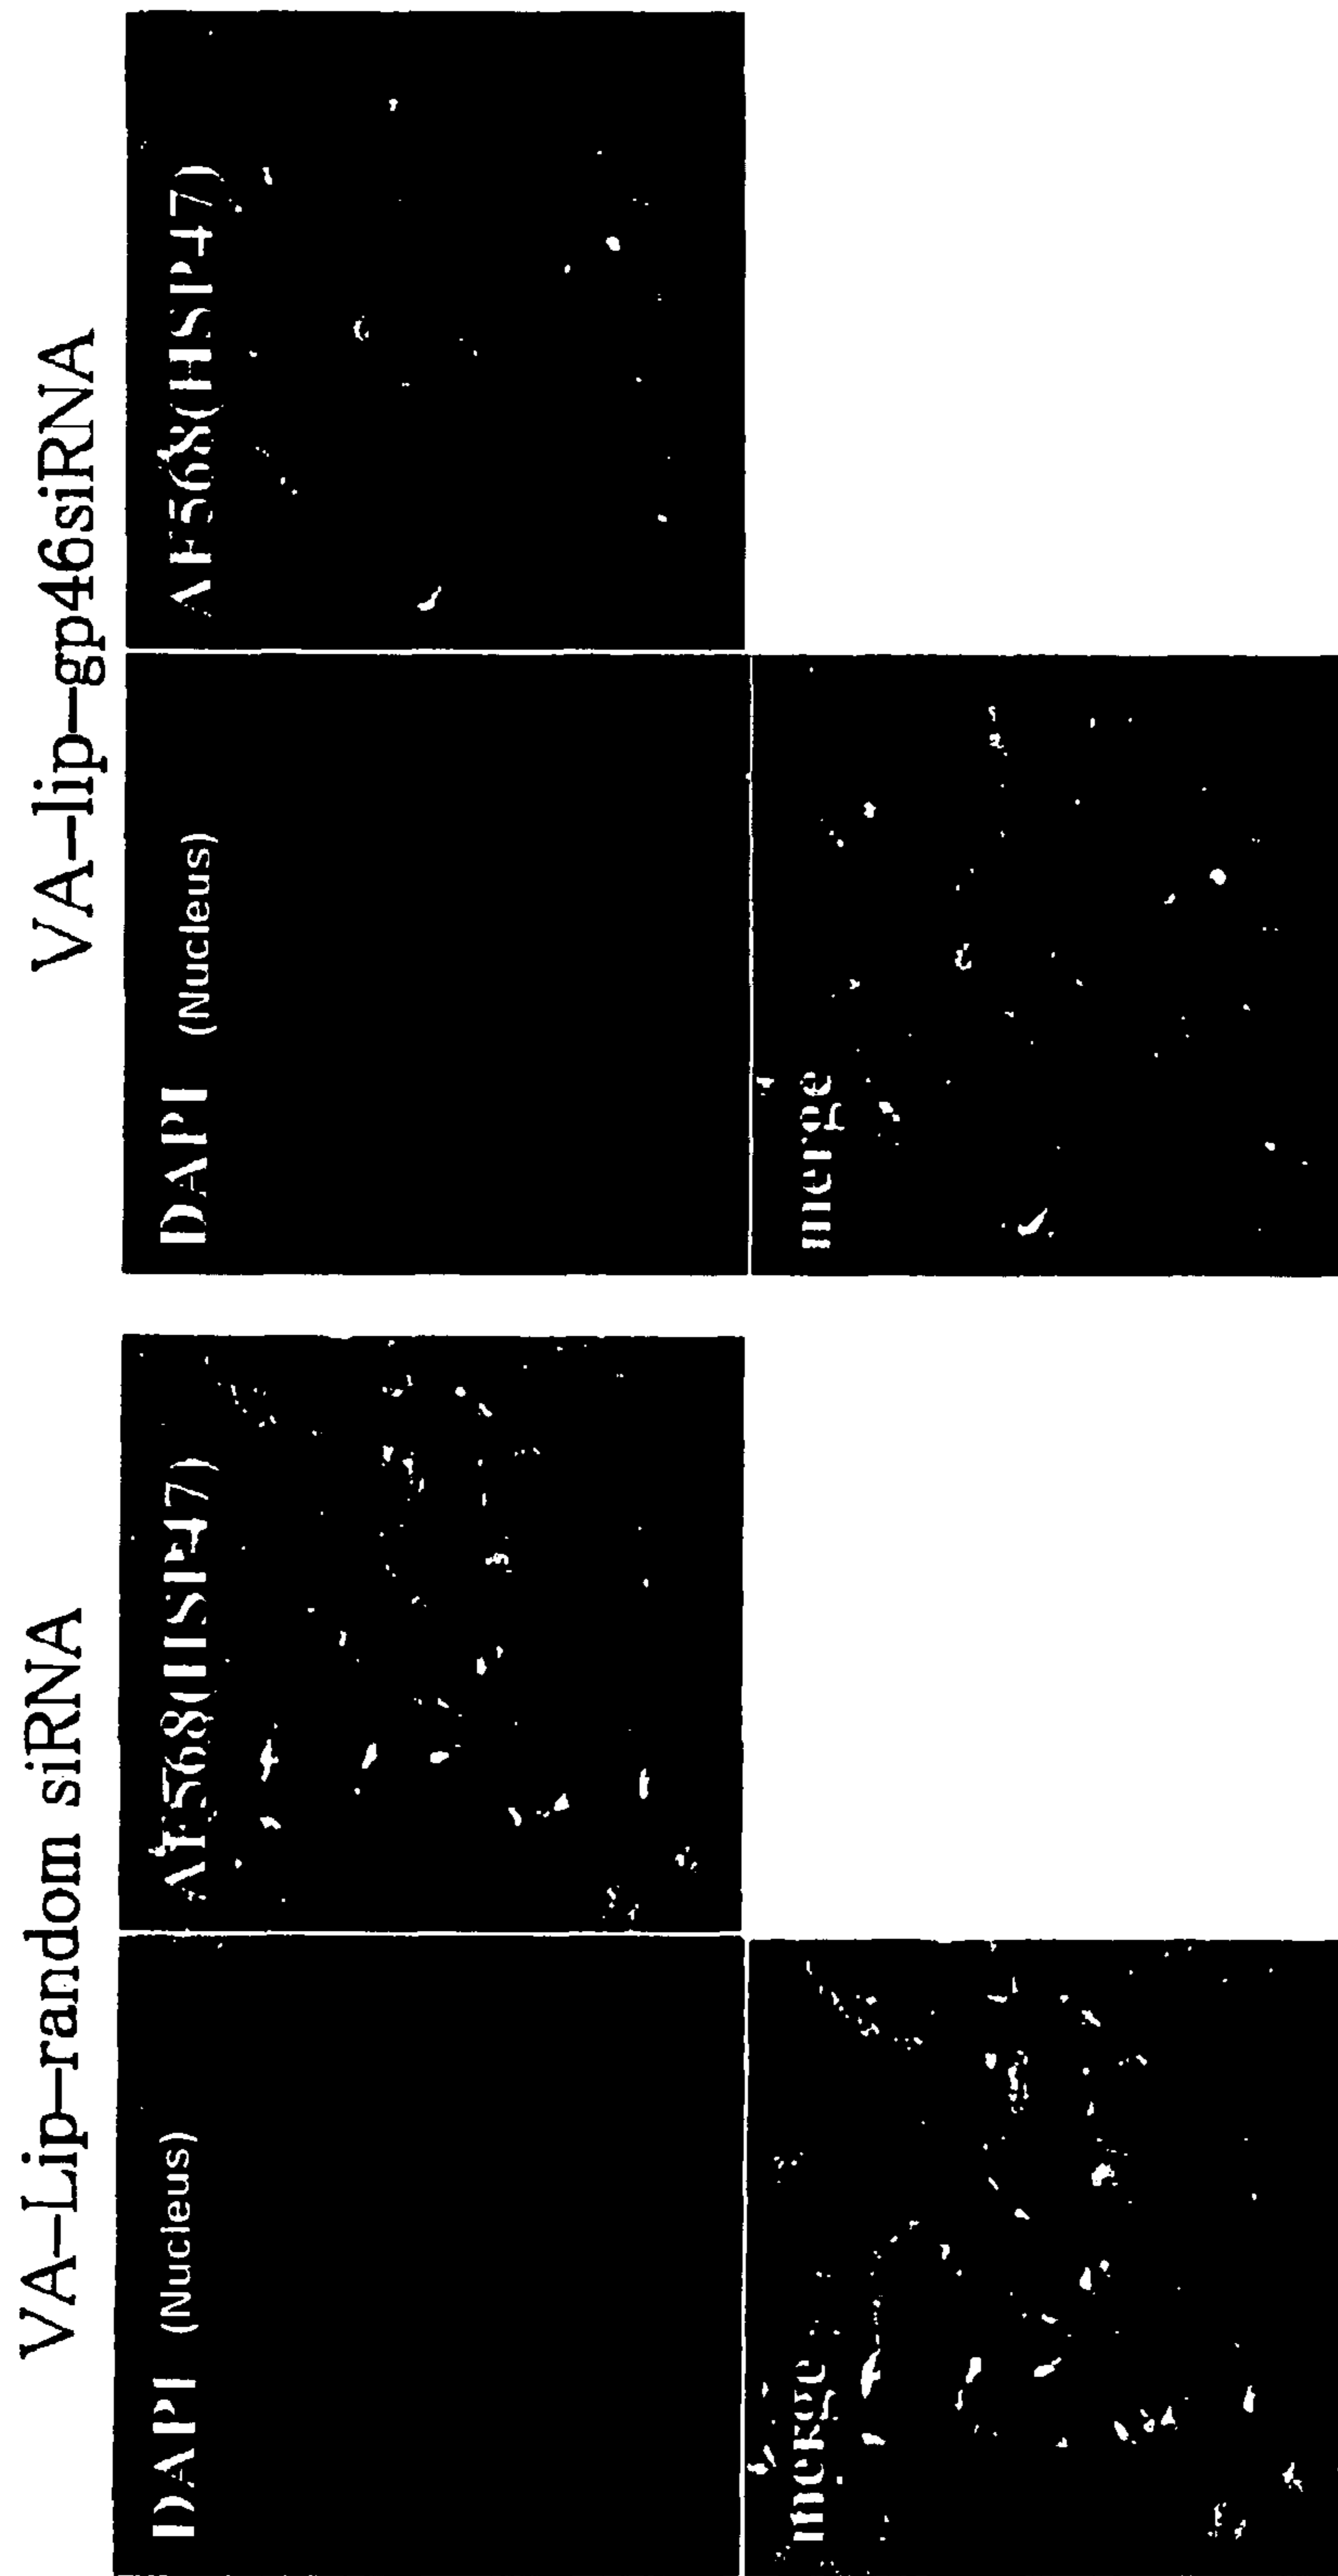 VA-Lip-random siRNA
DAPI (Nucleus)
AF568(HSP47)
merge
VA-lip-gp46siRNA
DAPI (Nucleus)
AF568(HSP47)
merge